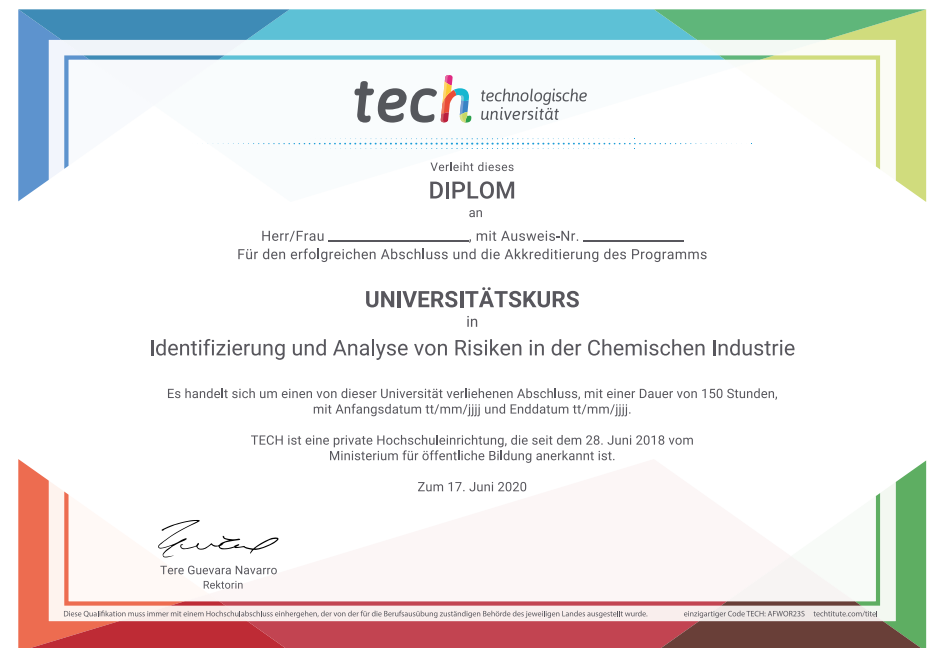 tech technologische
universität
Verleiht dieses
DIPLOM
an
Herr/Frau ____________, mit Ausweis-Nr. ____________
Für den erfolgreichen Abschluss und die Akkreditierung des Programms
UNIVERSITÄTSKURS
in
Identifizierung und Analyse von Risiken in der Chemischen Industrie
Es handelt sich um einen von dieser Universität verliehenen Abschluss, mit einer Dauer von 150 Stunden,
mit Anfangsdatum tt/mm/jjjj und Enddatum tt/mm/jjjj.
TECH ist eine private Hochschuleinrichtung, die seit dem 28. Juni 2018 vom
Ministerium für öffentliche Bildung anerkannt ist.
Zum 17. Juni 2020
Tere Guevara Navarro
Rektorin
Diese Qualifikation muss immer mit einem Hochschulabschluss einhergehen, der von der für die Berufsausübung zuständigen Behörde des jeweiligen Landes ausgestellt wurde. einzigartiger Code TECH: AFWOR23S techtitute.com/titel